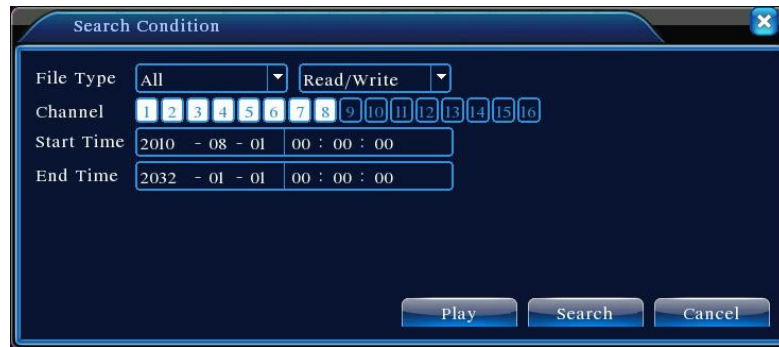 Search Condition
File Type All Read/Write
Channel 1 2 3 4 5 6 7 8 9 10 11 12 13 14 15 16
Start Time 2010 - 08 - 01 00 : 00 : 00
End Time 2032 - 01 - 01 00 : 00 : 00
Play Search Cancel